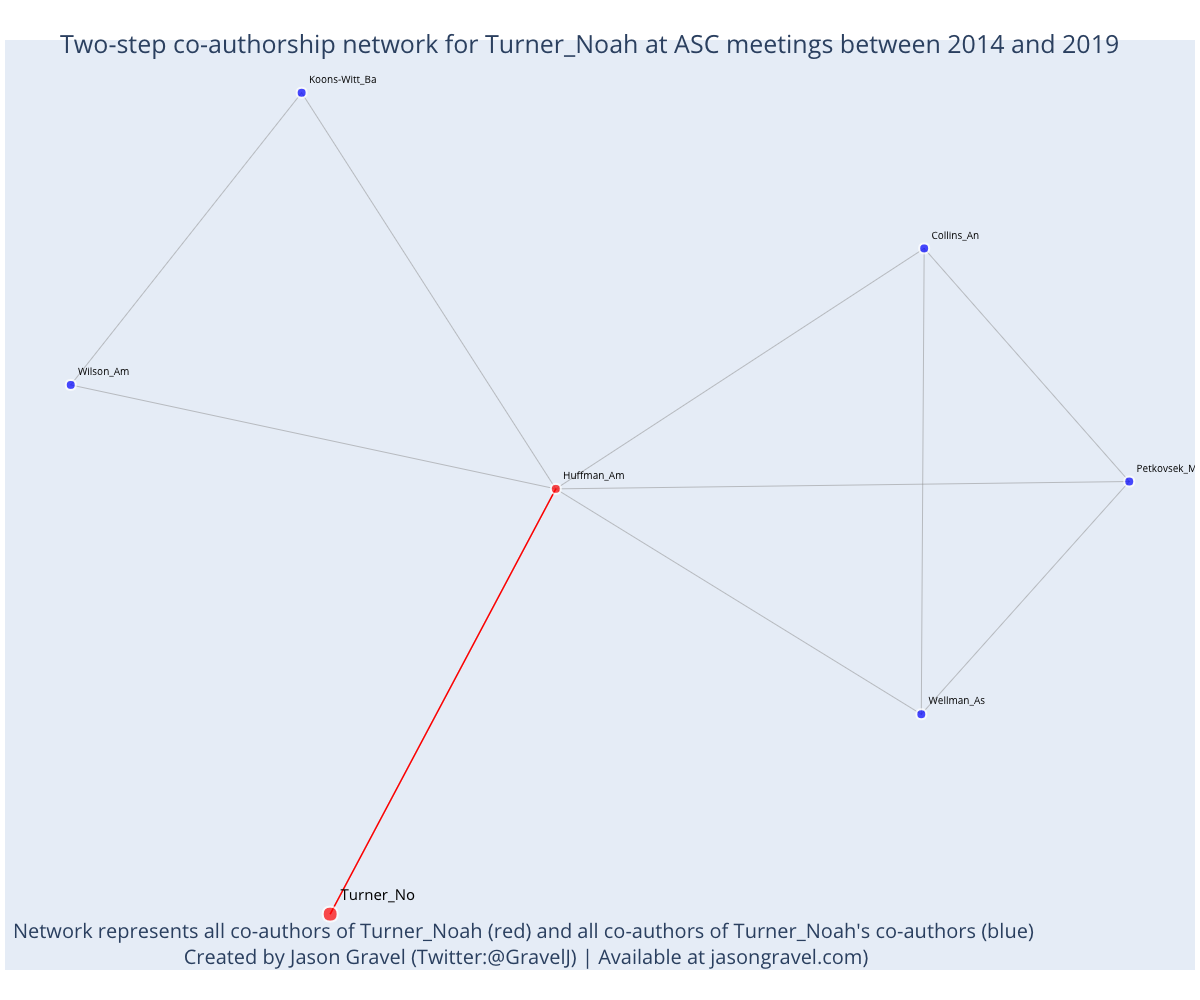 Two-step co-authorship network for Turner_Noah at ASC meetings between 2014 and 2019
Koons-Witt_Ba
Collins_An
Wilson_Am
Petkovsek_M
Huffman_Am
Wellman_As
Turner_No
Network represents all co-authors of Turner_Noah (red) and all co-authors of Turner_Noah's co-authors (blue)
Created by Jason Gravel (Twitter:@GravelJ) | Available at jasongravel.com)